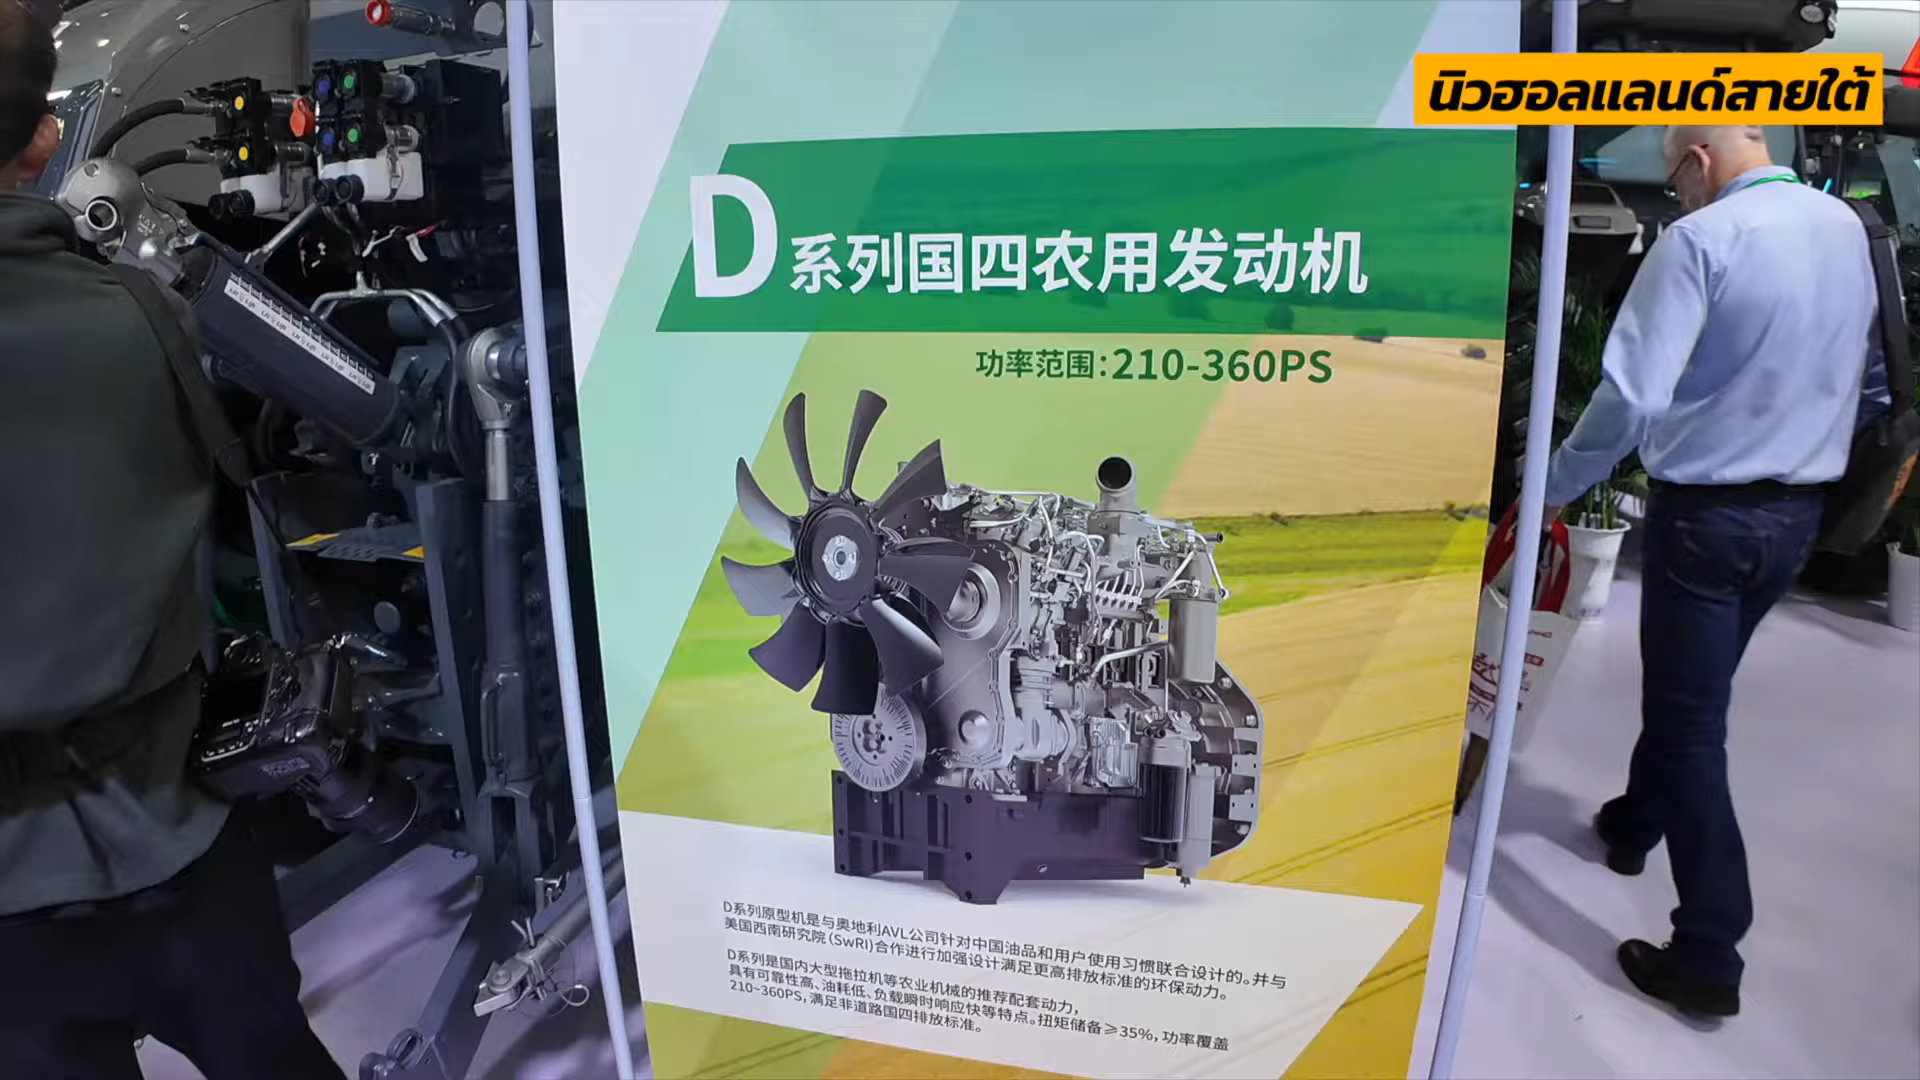 นิวฮอลแลนด์สายใต้
D系列国四农用发动机
功率范围:210-360PS
D系列原型机是与奥地利AVL公司针对中国油品和用户使用习惯联合设计的。并与
美国西南研究院(SwRI)合作进行加强设计满足更高排放标准的环保动力。
D系列是国内大型拖拉机等农业机械的推荐配套动力,
具有可靠性高、油耗低、负载瞬时响应快等特点。扭矩储备≥35%,功率覆盖
210~360PS,满足非道路国四排放标准。